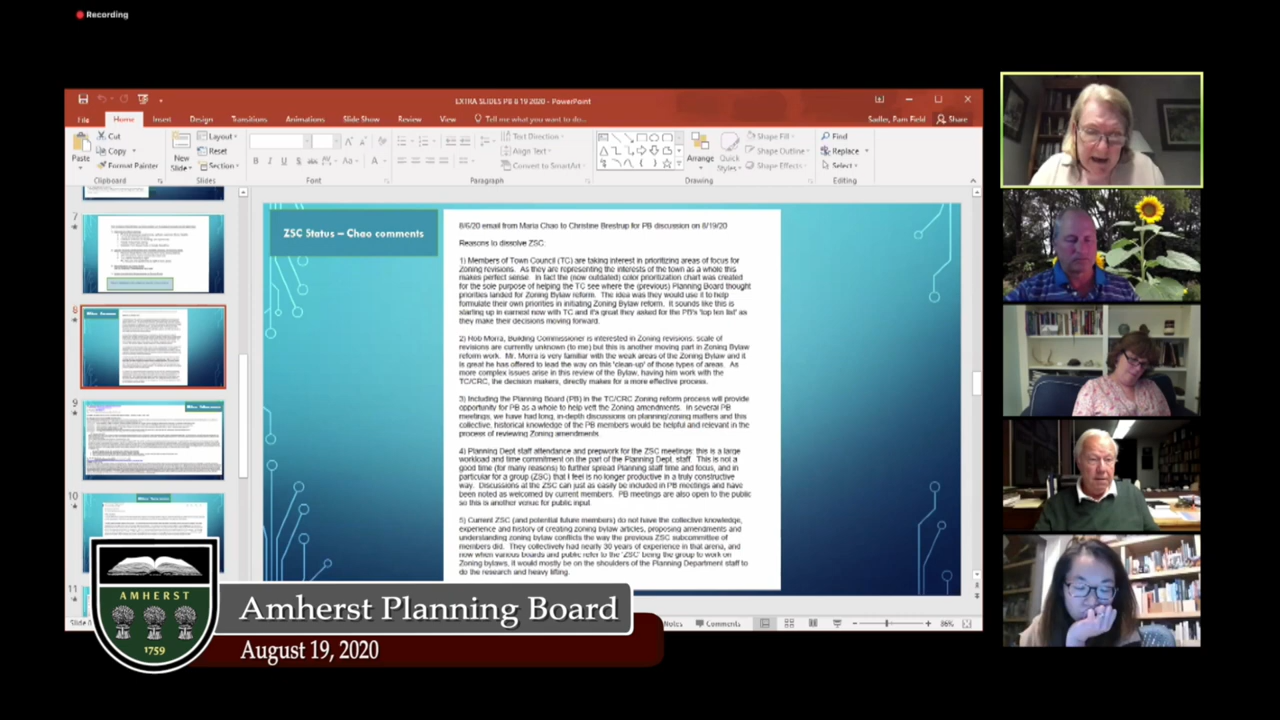 Recording
EXTRA SLIDES PB 8 19 2020 - PowerPoint
Sadler, Pam Field
Share
File
Home
Insert
Design
Transitions
Animations
Slide Show
Review
View
Tell me what you want to do...
Paste
Cut
Copy
Format Painter
Clipboard
New
Slide
Layout
Reset
Section
Slides
Font
Text Direction
Align Text
Convert to SmartArt
Paragraph
Arrange
Quick
Styles
Shape Fill
Shape Outline
Shape Effects
Drawing
Find
Replace
Select
Editing
7
8
9
10
11
ZSC Status – Chao comments
8/6/20 email from Maria Chao to Christine Brestrup for PB discussion on 8/19/20
Reasons to dissolve ZSC.
1) Members of Town Council (TC) are taking interest in prioritizing areas of focus for
Zoning revisions. As they are representing the interests of the town as a whole this
makes perfect sense. In fact the (now outdated) color prioritization chart was created
for the sole purpose of helping the TC see where the (previous) Planning Board thought
priorities landed for Zoning Bylaw reform. The idea was they would use it to help
formulate their own priorities in initiating Zoning Bylaw reform. It sounds like this is
starting up in earnest now with TC and it's great they asked for the PB's 'top ten list' as
they make their decisions moving forward.
2) Rob Morra, Building Commissioner is interested in Zoning revisions: scale of
revisions are currently unknown (to me) but this is another moving part in Zoning Bylaw
reform work. Mr. Morra is very familiar with the weak areas of the Zoning Bylaw and it
is great he has offered to lead the way on this 'clean-up' of those types of areas. As
more complex issues arise in this review of the Bylaw, having him work with the
TC/CRC, the decision makers, directly makes for a more effective process.
3) Including the Planning Board (PB) in the TC/CRC Zoning reform process will provide
opportunity for PB as a whole to help vett the Zoning amendments. In several PB
meetings, we have had long, in-depth discussions on planning/zoning matters and this
collective, historical knowledge of the PB members would be helpful and relevant in the
process of reviewing Zoning amendments
4) Planning Dept staff attendance and prepwork for the ZSC meetings: this is a large
workload and time commitment on the part of the Planning Dept. staff. This is not a
good time (for many reasons) to further spread Planning staff time and focus, and in
particular for a group (ZSC) that I feel is no longer productive in a truly constructive
way. Discussions at the ZSC can just as easily be included in PB meetings and have
been noted as welcomed by current members. PB meetings are also open to the public
so this is another venue for public input.
5) Current ZSC (and potential future members) do not have the collective knowledge,
experience and history of creating zoning bylaw articles, proposing amendments and
understanding zoning bylaw conflicts the way the previous ZSC subcommittee of
members did. They collectively had nearly 30 years of experience in that arena, and
now when various boards and public refer to the 'ZSC' being the group to work on
Zoning bylaws, it would mostly be on the shoulders of the Planning Department staff to
do the research and heavy lifting.
Comments
86%
AMHERST
1759
Amherst Planning Board
August 19, 2020